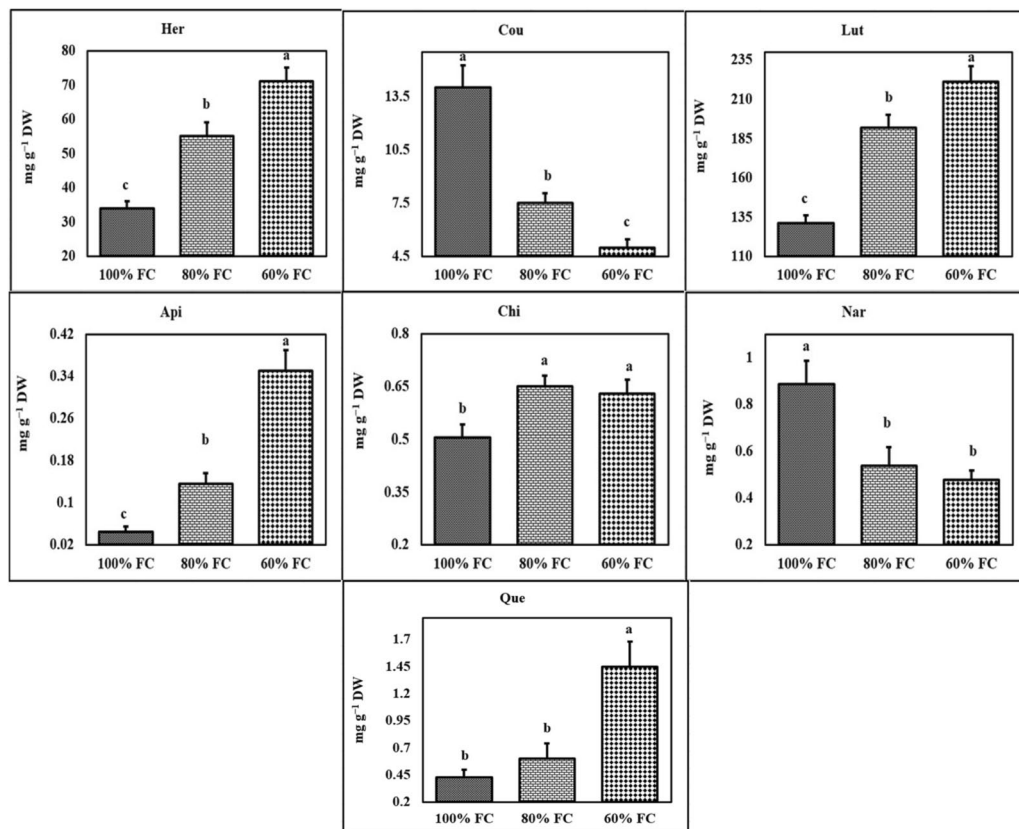 Her
80
70
60
50
40
30
20
mg g⁻¹ DW
c
b
a
100% FC 80% FC 60% FC
Cou
13.5
10.5
7.5
4.5
mg g⁻¹ DW
a
b
c
100% FC 80% FC 60% FC
Lut
235
210
185
160
135
110
mg g⁻¹ DW
c
b
a
100% FC 80% FC 60% FC
Api
0.42
0.34
0.26
0.18
0.1
0.02
mg g⁻¹ DW
c
b
a
100% FC 80% FC 60% FC
Chi
0.8
0.65
0.5
0.35
0.2
mg g⁻¹ DW
b
a
a
100% FC 80% FC 60% FC
Nar
1
0.8
0.6
0.4
0.2
mg g⁻¹ DW
a
b
b
100% FC 80% FC 60% FC
Que
1.7
1.45
1.2
0.95
0.7
0.45
0.2
mg g⁻¹ DW
b
b
a
100% FC 80% FC 60% FC